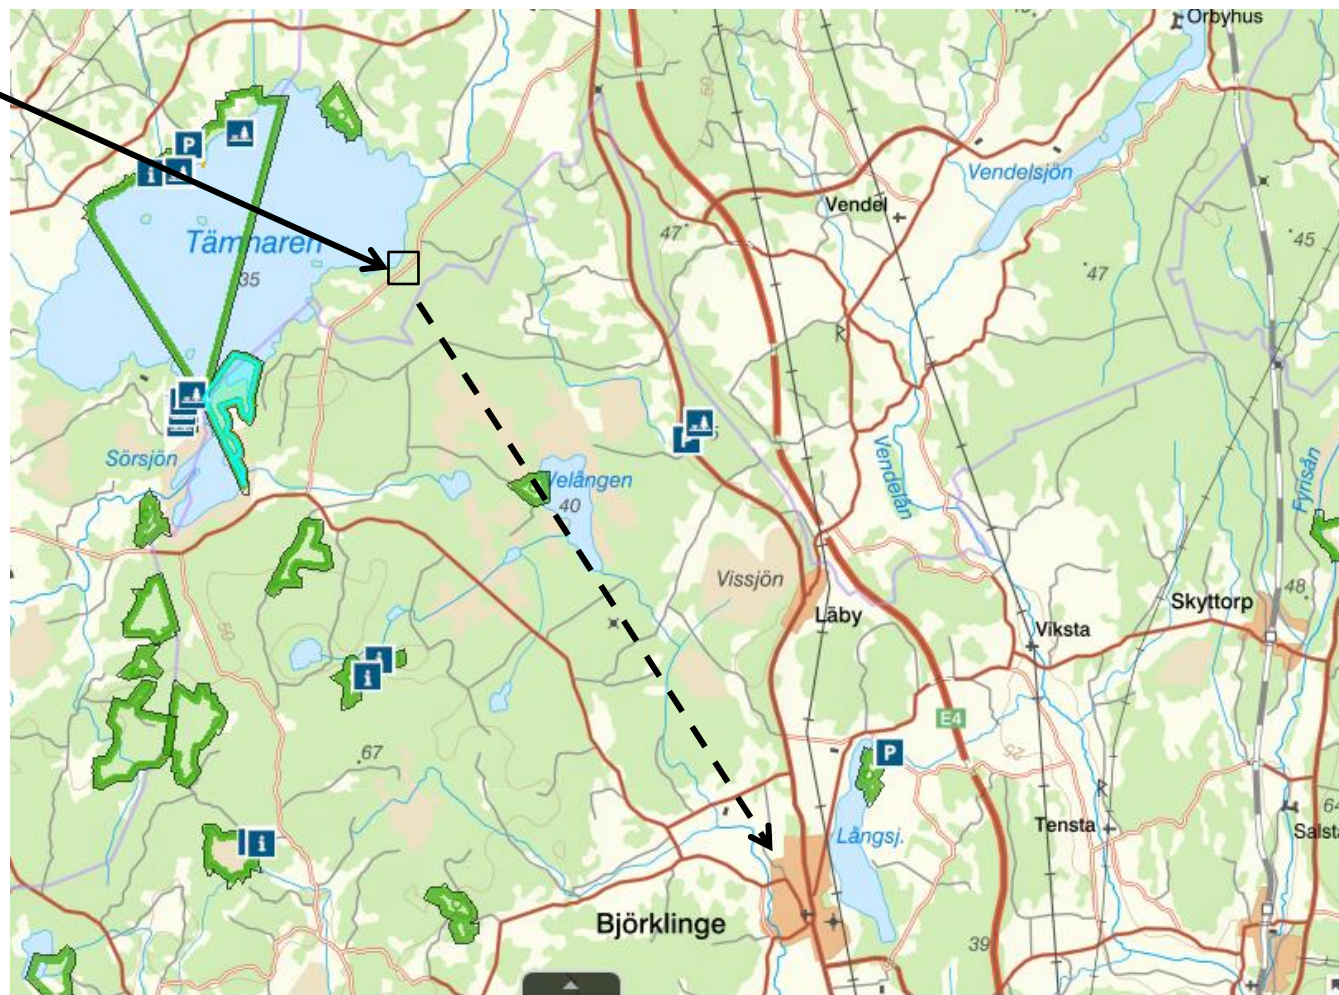 Örbyhus
50
P
i
Vendelsjön
Vendel
47
Tämnaren
35
45
47
Sörsjön
Velången
40
Vendelån
Fyrisån
Vissjön
Läby
48
Skyttorp
Viksta
50
i
i
E4
67
P
25
Tensta
Långsj.
64
Salsta
i
Björklinge
39